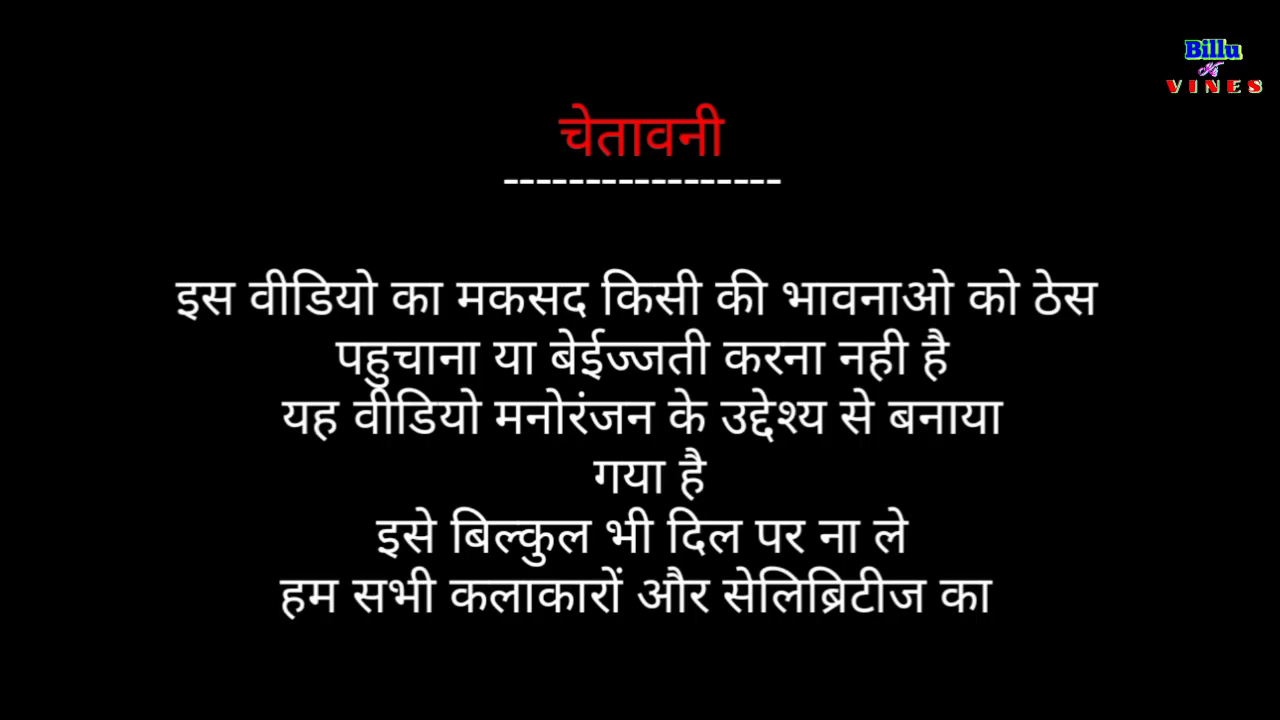 Billu
N
VINES
चेतावनी
-----------------
इस वीडियो का मकसद किसी की भावनाओ को ठेस
पहुचाना या बेईज्जती करना नही है
यह वीडियो मनोरंजन के उद्देश्य से बनाया
गया है
इसे बिल्कुल भी दिल पर ना ले
हम सभी कलाकारों और सेलिब्रिटीज का